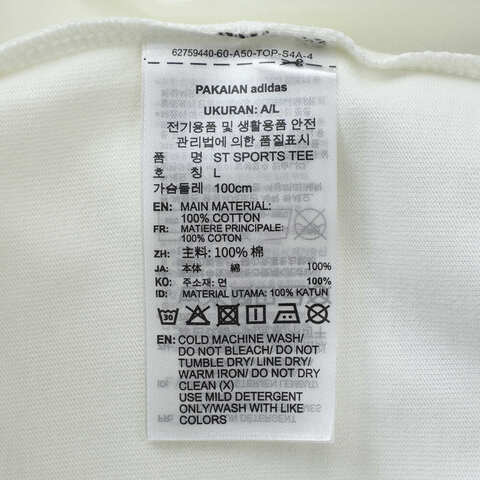 62759440-60-A50-TOP-S4A-4
PAKAIAN adidas
UKURAN: A/L
전기용품 및 생활용품 안전
관리법에 의한 품질표시
품 명 ST SPORTS TEE
호 칭 L
가슴둘레 100cm
EN: MAIN MATERIAL:
100% COTTON
FR: MATIERE PRINCIPALE:
100% COTON
ZH: 主料: 100% 棉
JA: 本体 綿 100%
KO: 주소재: 면 100%
ID: MATERIAL UTAMA: 100% KATUN
30
EN: COLD MACHINE WASH/
DO NOT BLEACH/DO NOT
TUMBLE DRY/ LINE DRY/
WARM IRON/ DO NOT DRY
CLEAN (X)
USE MILD DETERGENT
ONLY/WASH WITH LIKE
COLORS